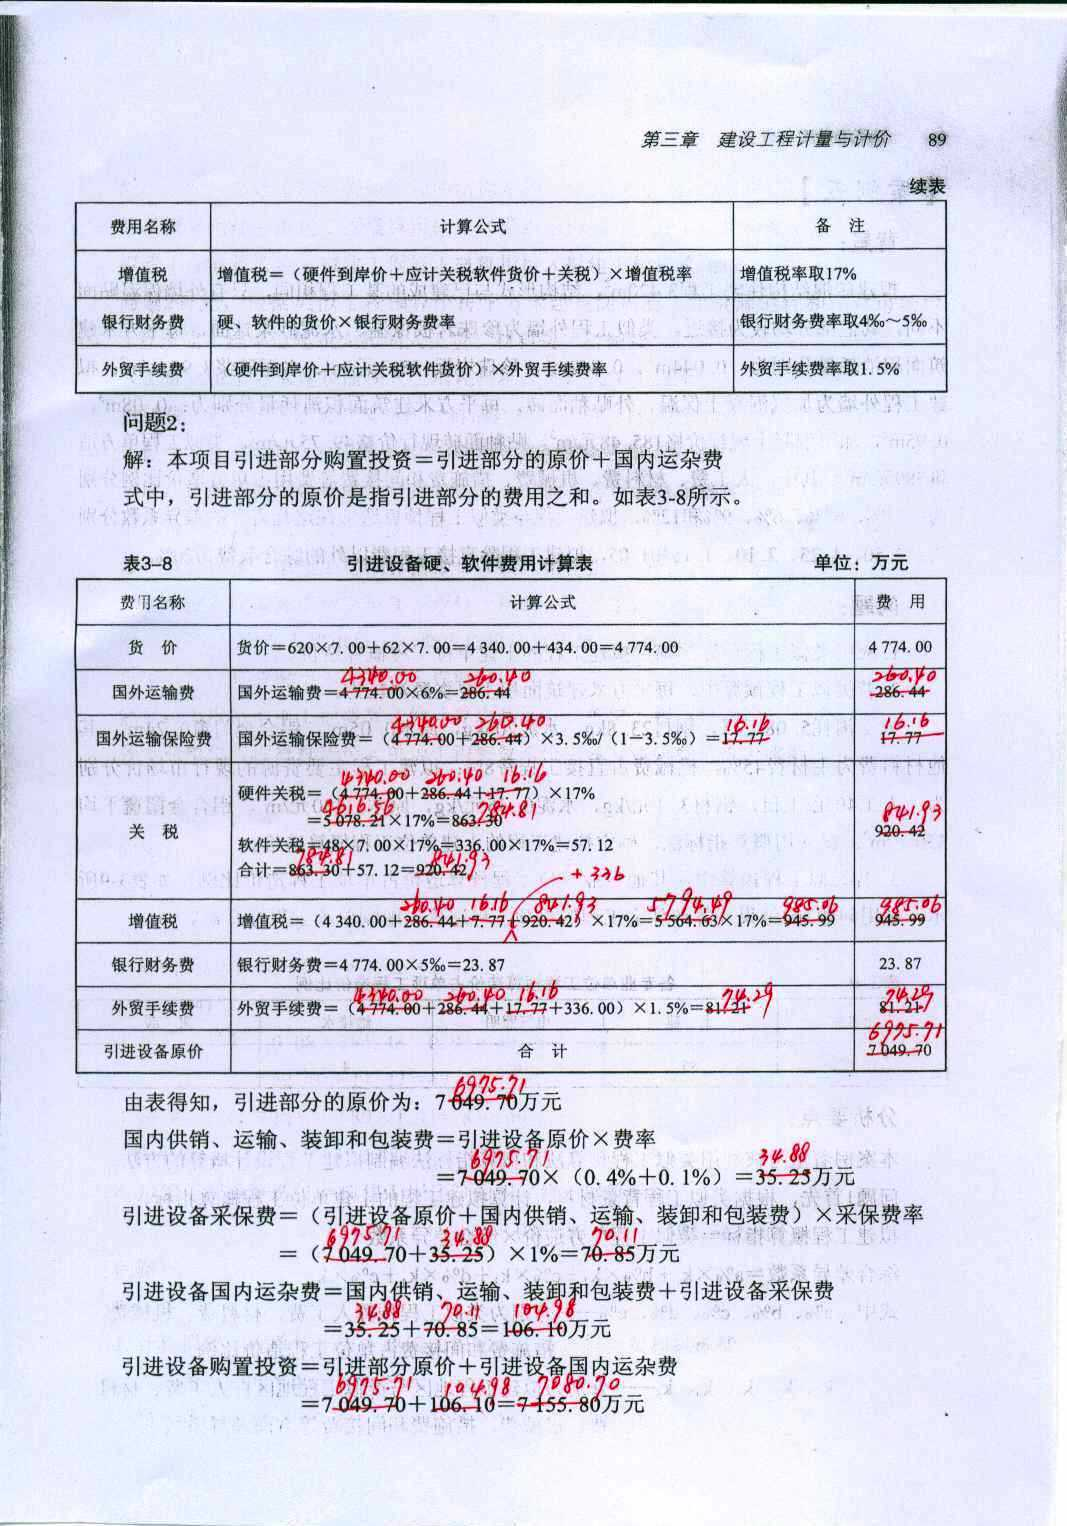 第三章 建设工程计量与计价 89
续表
费用名称 计算公式 备 注
增值税 增值税=(硬件到岸价+应计关税软件货价+关税)×增值税率 增值税率取17%
银行财务费 硬、软件的货价×银行财务费率 银行财务费率取4‰~5‰
外贸手续费 (硬件到岸价+应计关税软件货价)×外贸手续费率 外贸手续费率取1.5%
问题2:
解:本项目引进部分购置投资=引进部分的原价+国内运杂费
式中,引进部分的原价是指引进部分的费用之和。如表3-8所示。
表3-8 引进设备硬、软件费用计算表 单位:万元
费用名称 计算公式 费 用
货 价 货价=620×7.00+62×7.00=4 340.00+434.00=4 774.00 4 774.00
4340.00 260.40 260.40
国外运输费 国外运输费=4 774.00×6%=286.44 286.44
4340.00 260.40 16.16 16.16
国外运输保险费 国外运输保险费=(4 774.00+286.44)×3.5‰/(1-3.5‰)=17.77 17.77
4340.00 260.40 16.16
硬件关税=(4 774.00+286.44+17.77)×17%
4616.56 784.81 841.93
=5 078.21×17%=863.30
关 税 920.42
软件关税=48×7.00×17%=336.00×17%=57.12
784.81 841.93
合计=863.30+57.12=920.42
+336
260.40 16.16 841.93 5794.49 985.06 985.06
增值税 增值税=(4 340.00+286.44+7.77+920.42)×17%=5 564.63×17%=945.99 945.99
银行财务费 银行财务费=4 774.00×5‰=23.87 23.87
4340.00 260.40 16.16 74.29 74.29
外贸手续费 外贸手续费=(4 774.00+286.44+17.77+336.00)×1.5%=81.21 81.21
6975.71
引进设备原价 合 计 7 049.70
6975.71
由表得知,引进部分的原价为:7 049.70万元
国内供销、运输、装卸和包装费=引进设备原价×费率
6975.71 34.88
=7 049.70×(0.4%+0.1%)=35.25万元
引进设备采保费=(引进设备原价+国内供销、运输、装卸和包装费)×采保费率
6975.71 34.88 70.11
=(7 049.70+35.25)×1%=70.85万元
引进设备国内运杂费=国内供销、运输、装卸和包装费+引进设备采保费
34.88 70.11 104.98
=35.25+70.85=106.10万元
引进设备购置投资=引进部分原价+引进设备国内运杂费
6975.71 104.98 7080.70
=7 049.70+106.10=7 155.80万元